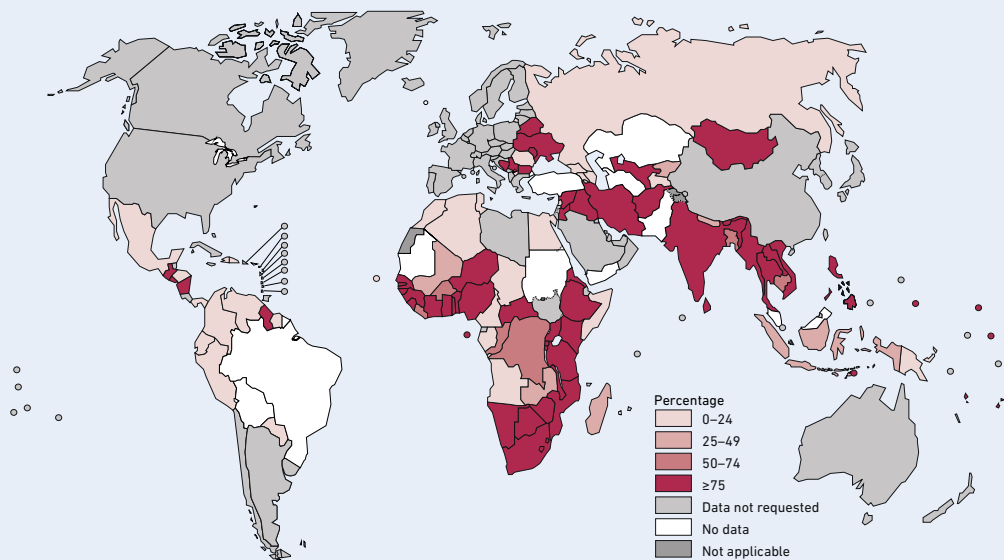 Percentage
0–24
25–49
50–74
≥75
Data not requested
No data
Not applicable